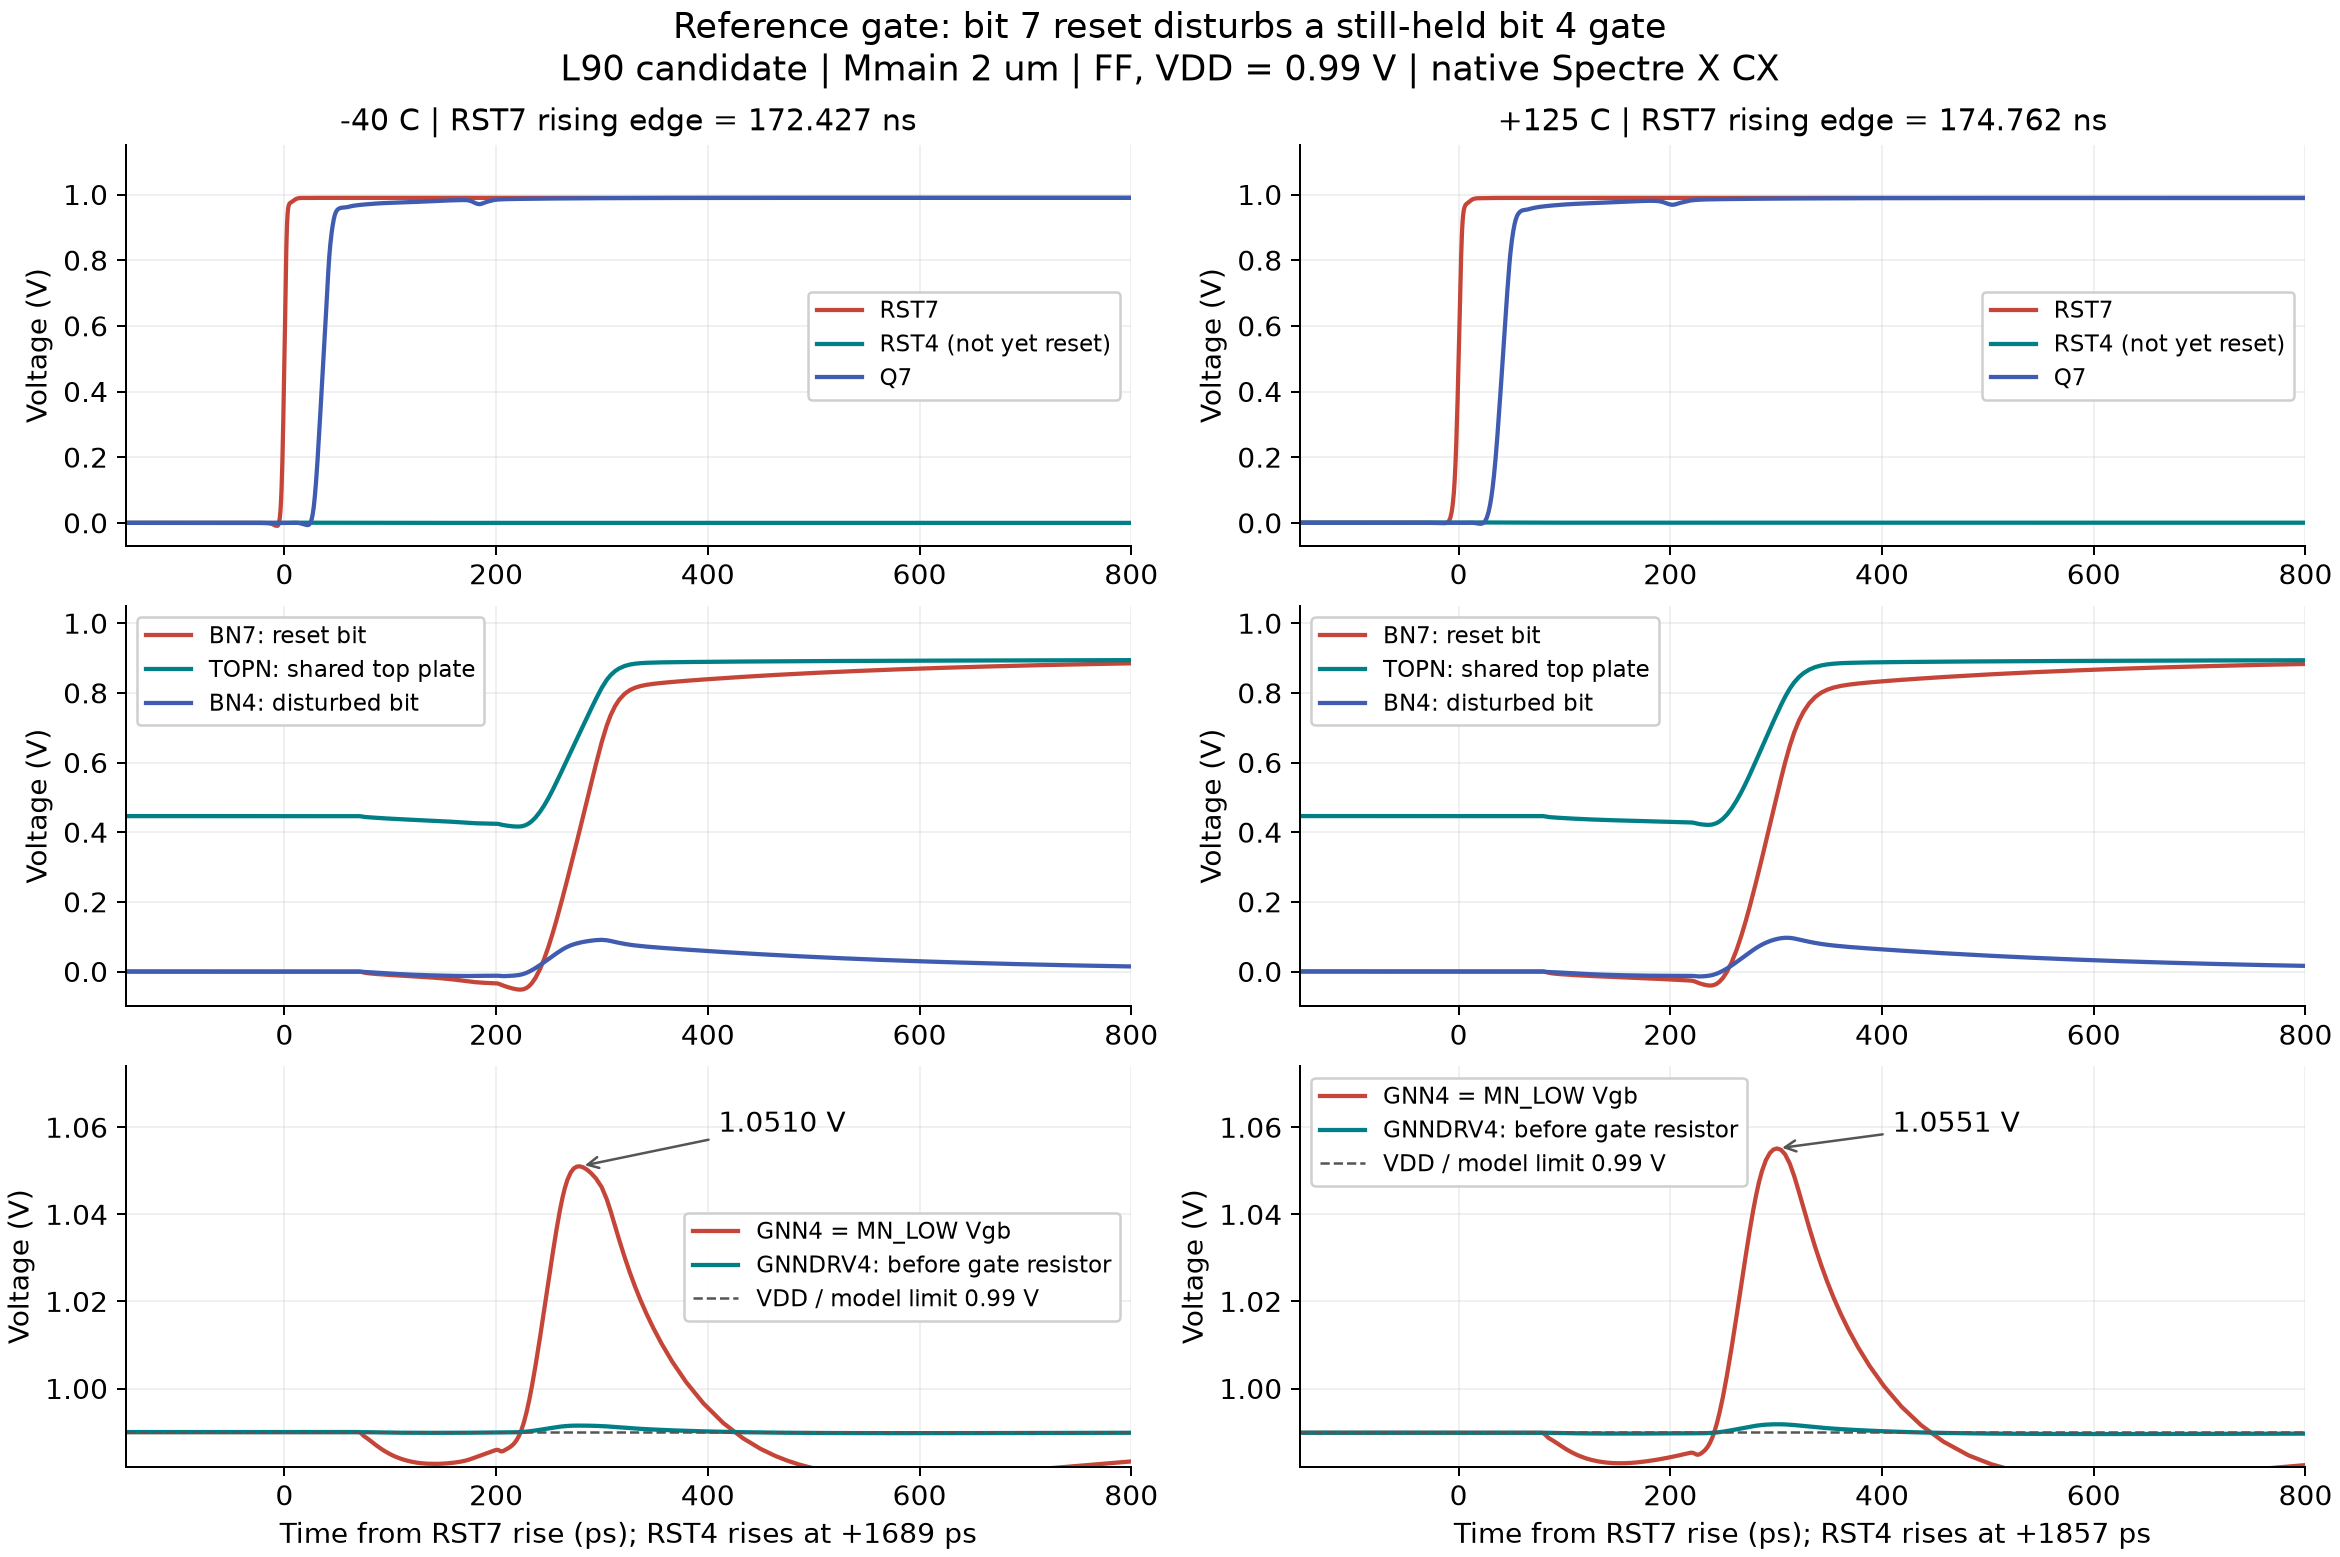 Reference gate: bit 7 reset disturbs a still-held bit 4 gate
L90 candidate | Mmain 2 um | FF, VDD = 0.99 V | native Spectre X CX
-40 C | RST7 rising edge = 172.427 ns
Voltage (V)
1.0
0.8
0.6
0.4
0.2
0.0
RST7
RST4 (not yet reset)
Q7
0 200 400 600 800
+125 C | RST7 rising edge = 174.762 ns
Voltage (V)
1.0
0.8
0.6
0.4
0.2
0.0
RST7
RST4 (not yet reset)
Q7
0 200 400 600 800
Voltage (V)
1.0
0.8
0.6
0.4
0.2
0.0
BN7: reset bit
TOPN: shared top plate
BN4: disturbed bit
0 200 400 600 800
Voltage (V)
1.0
0.8
0.6
0.4
0.2
0.0
BN7: reset bit
TOPN: shared top plate
BN4: disturbed bit
0 200 400 600 800
Voltage (V)
1.06
1.04
1.02
1.00
1.0510 V
GNN4 = MN_LOW Vgb
GNNDRV4: before gate resistor
VDD / model limit 0.99 V
0 200 400 600 800
Time from RST7 rise (ps); RST4 rises at +1689 ps
Voltage (V)
1.06
1.04
1.02
1.00
GNN4 = MN_LOW Vgb
GNNDRV4: before gate resistor
VDD / model limit 0.99 V
1.0551 V
0 200 400 600 800
Time from RST7 rise (ps); RST4 rises at +1857 ps